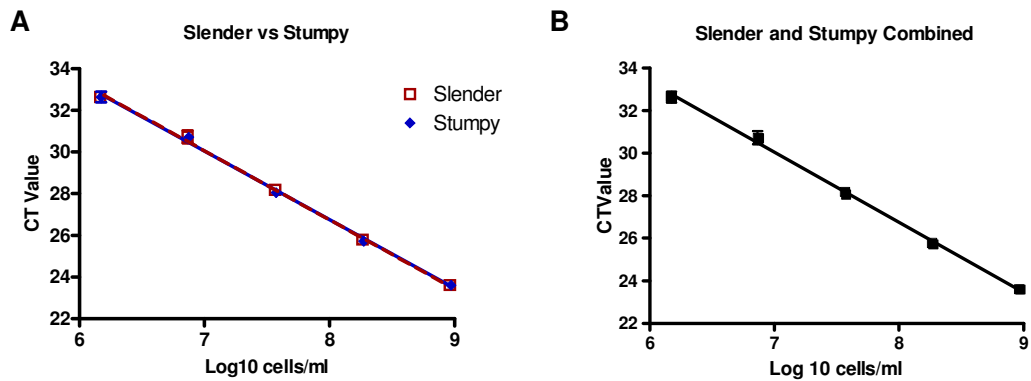 A
Slender vs Stumpy
34
32
30
28
26
24
22
CT Value
6
7
8
9
Log10 cells/ml
Slender
Stumpy
B
Slender and Stumpy Combined
34
32
30
28
26
24
22
CTValue
6
7
8
9
Log 10 cells/ml